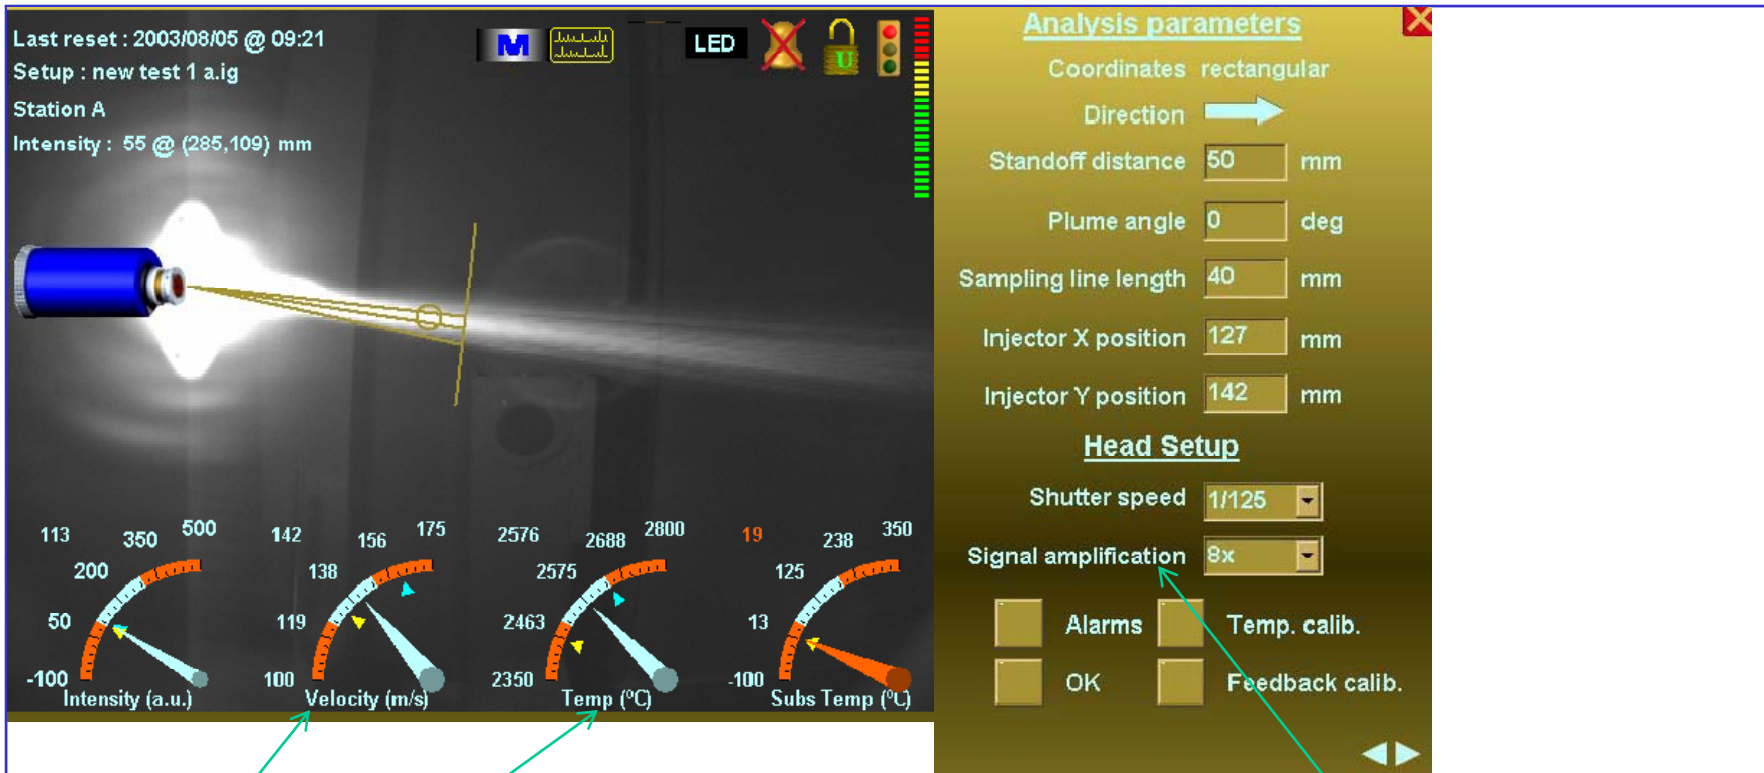 Last reset : 2003/08/05 @ 09:21
Setup : new test 1 a.ig
Station A
Intensity : 55 @ (285,109) mm
M
LED
U
113
-100
50
200
350
500
Intensity (a.u.)
142
100
119
138
156
175
Velocity (m/s)
2576
2350
2463
2575
2688
2800
Temp (ºC)
19
-100
13
125
238
350
Subs Temp (ºC)
Analysis parameters
Coordinates rectangular
Direction
Standoff distance 50 mm
Plume angle 0 deg
Sampling line length 40 mm
Injector X position 127 mm
Injector Y position 142 mm
Head Setup
Shutter speed 1/125
Signal amplification 8x
Alarms Temp. calib.
OK Feedback calib.